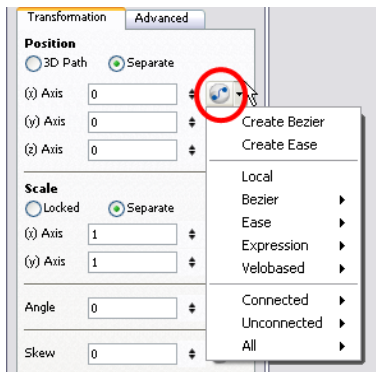 Transformation Advanced
Position
3D Path Separate
(x) Axis 0
(y) Axis 0
(z) Axis 0
Create Bezier
Create Ease
Local
Bezier
Ease
Expression
Velobased
Connected
Unconnected
All
Scale
Locked Separate
(x) Axis 1
(y) Axis 1
Angle 0
Skew 0